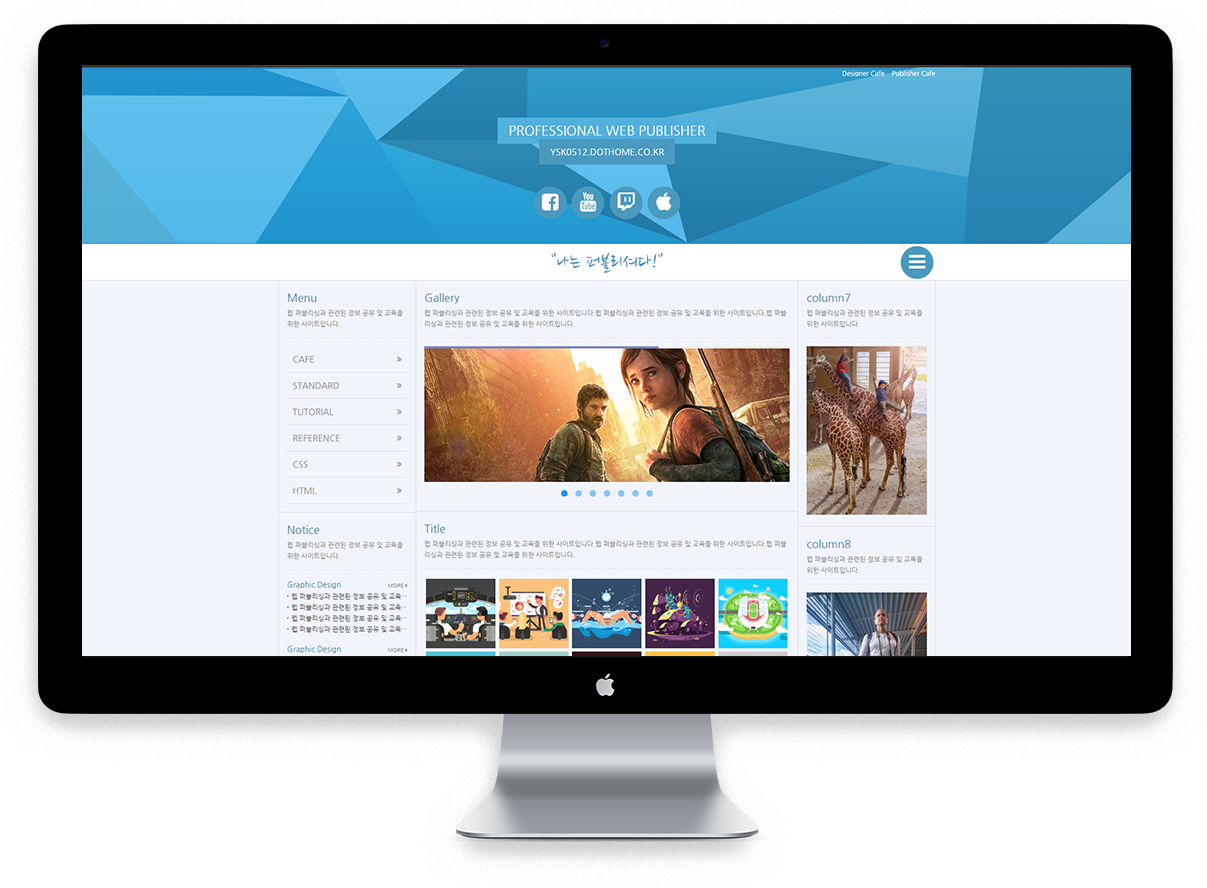 Designer Cafe Publisher Cafe
PROFESSIONAL WEB PUBLISHER
YSK0512.DOTHOME.CO.KR
You
Tube
"나는 퍼블리셔다!"
Menu
웹 퍼블리싱과 관련된 정보 공유 및 교육을
위한 사이트입니다.
CAFE
STANDARD
TUTORIAL
REFERENCE
CSS
HTML
Notice
웹 퍼블리싱과 관련된 정보 공유 및 교육을
위한 사이트입니다.
Graphic Design MORE
웹 퍼블리싱과 관련된 정보 공유 및 교육
웹 퍼블리싱과 관련된 정보 공유 및 교육
웹 퍼블리싱과 관련된 정보 공유 및 교육
웹 퍼블리싱과 관련된 정보 공유 및 교육
Graphic Design MORE
Gallery
웹 퍼블리싱과 관련된 정보 공유 및 교육을 위한 사이트입니다.웹 퍼블리싱과 관련된 정보 공유 및 교육을 위한 사이트입니다.웹 퍼블
리싱과 관련된 정보 공유 및 교육을 위한 사이트입니다.
Title
웹 퍼블리싱과 관련된 정보 공유 및 교육을 위한 사이트입니다.웹 퍼블리싱과 관련된 정보 공유 및 교육을 위한 사이트입니다.웹 퍼블
리싱과 관련된 정보 공유 및 교육을 위한 사이트입니다.
column7
웹 퍼블리싱과 관련된 정보 공유 및 교육을
위한 사이트입니다.
column8
웹 퍼블리싱과 관련된 정보 공유 및 교육을
위한 사이트입니다.